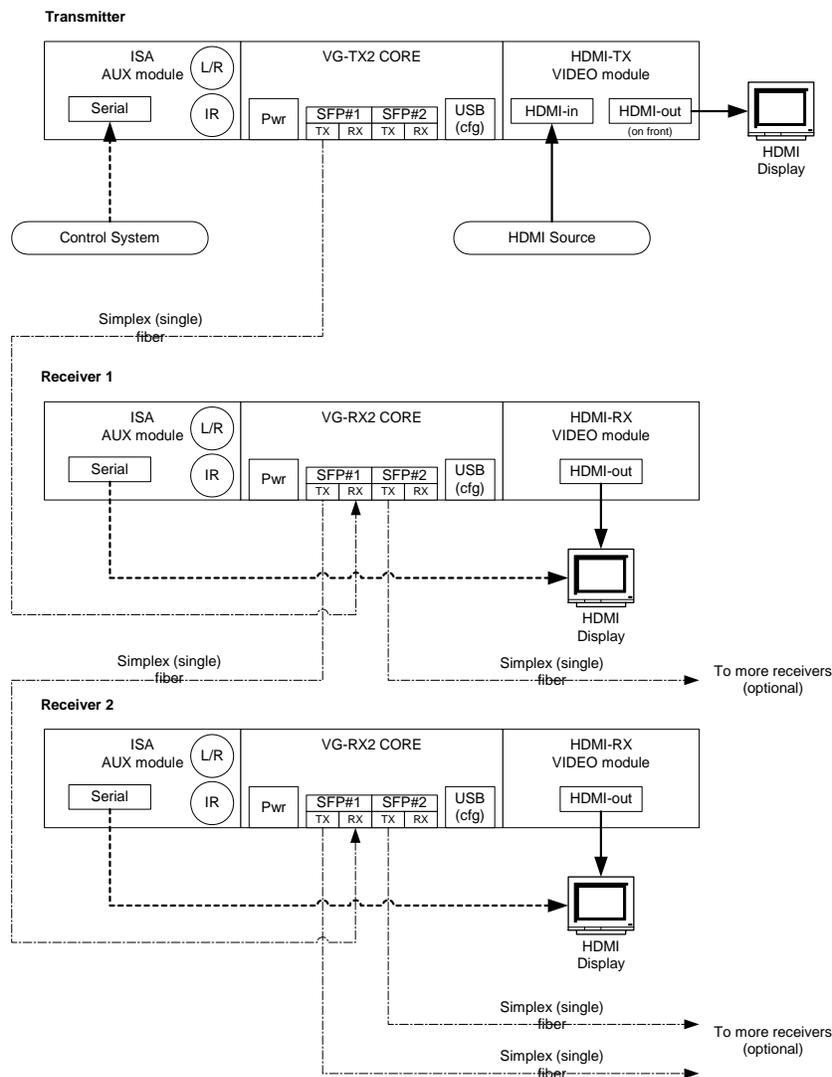 Transmitter
ISA
AUX module
L/R
VG-TX2 CORE
HDMI-TX
VIDEO module
Serial
IR
Pwr
SFP#1
SFP#2
TX
RX
TX
RX
USB
(cfg)
HDMI-in
HDMI-out
(on front)
HDMI
Display
Control System
HDMI Source
Simplex (single)
fiber
Receiver 1
ISA
AUX module
L/R
VG-RX2 CORE
HDMI-RX
VIDEO module
Serial
IR
Pwr
SFP#1
SFP#2
TX
RX
TX
RX
USB
(cfg)
HDMI-out
HDMI
Display
Simplex (single)
fiber
Simplex (single)
fiber
To more receivers
(optional)
Receiver 2
ISA
AUX module
L/R
VG-RX2 CORE
HDMI-RX
VIDEO module
Serial
IR
Pwr
SFP#1
SFP#2
TX
RX
TX
RX
USB
(cfg)
HDMI-out
HDMI
Display
Simplex (single)
fiber
To more receivers
(optional)
Simplex (single)
fiber